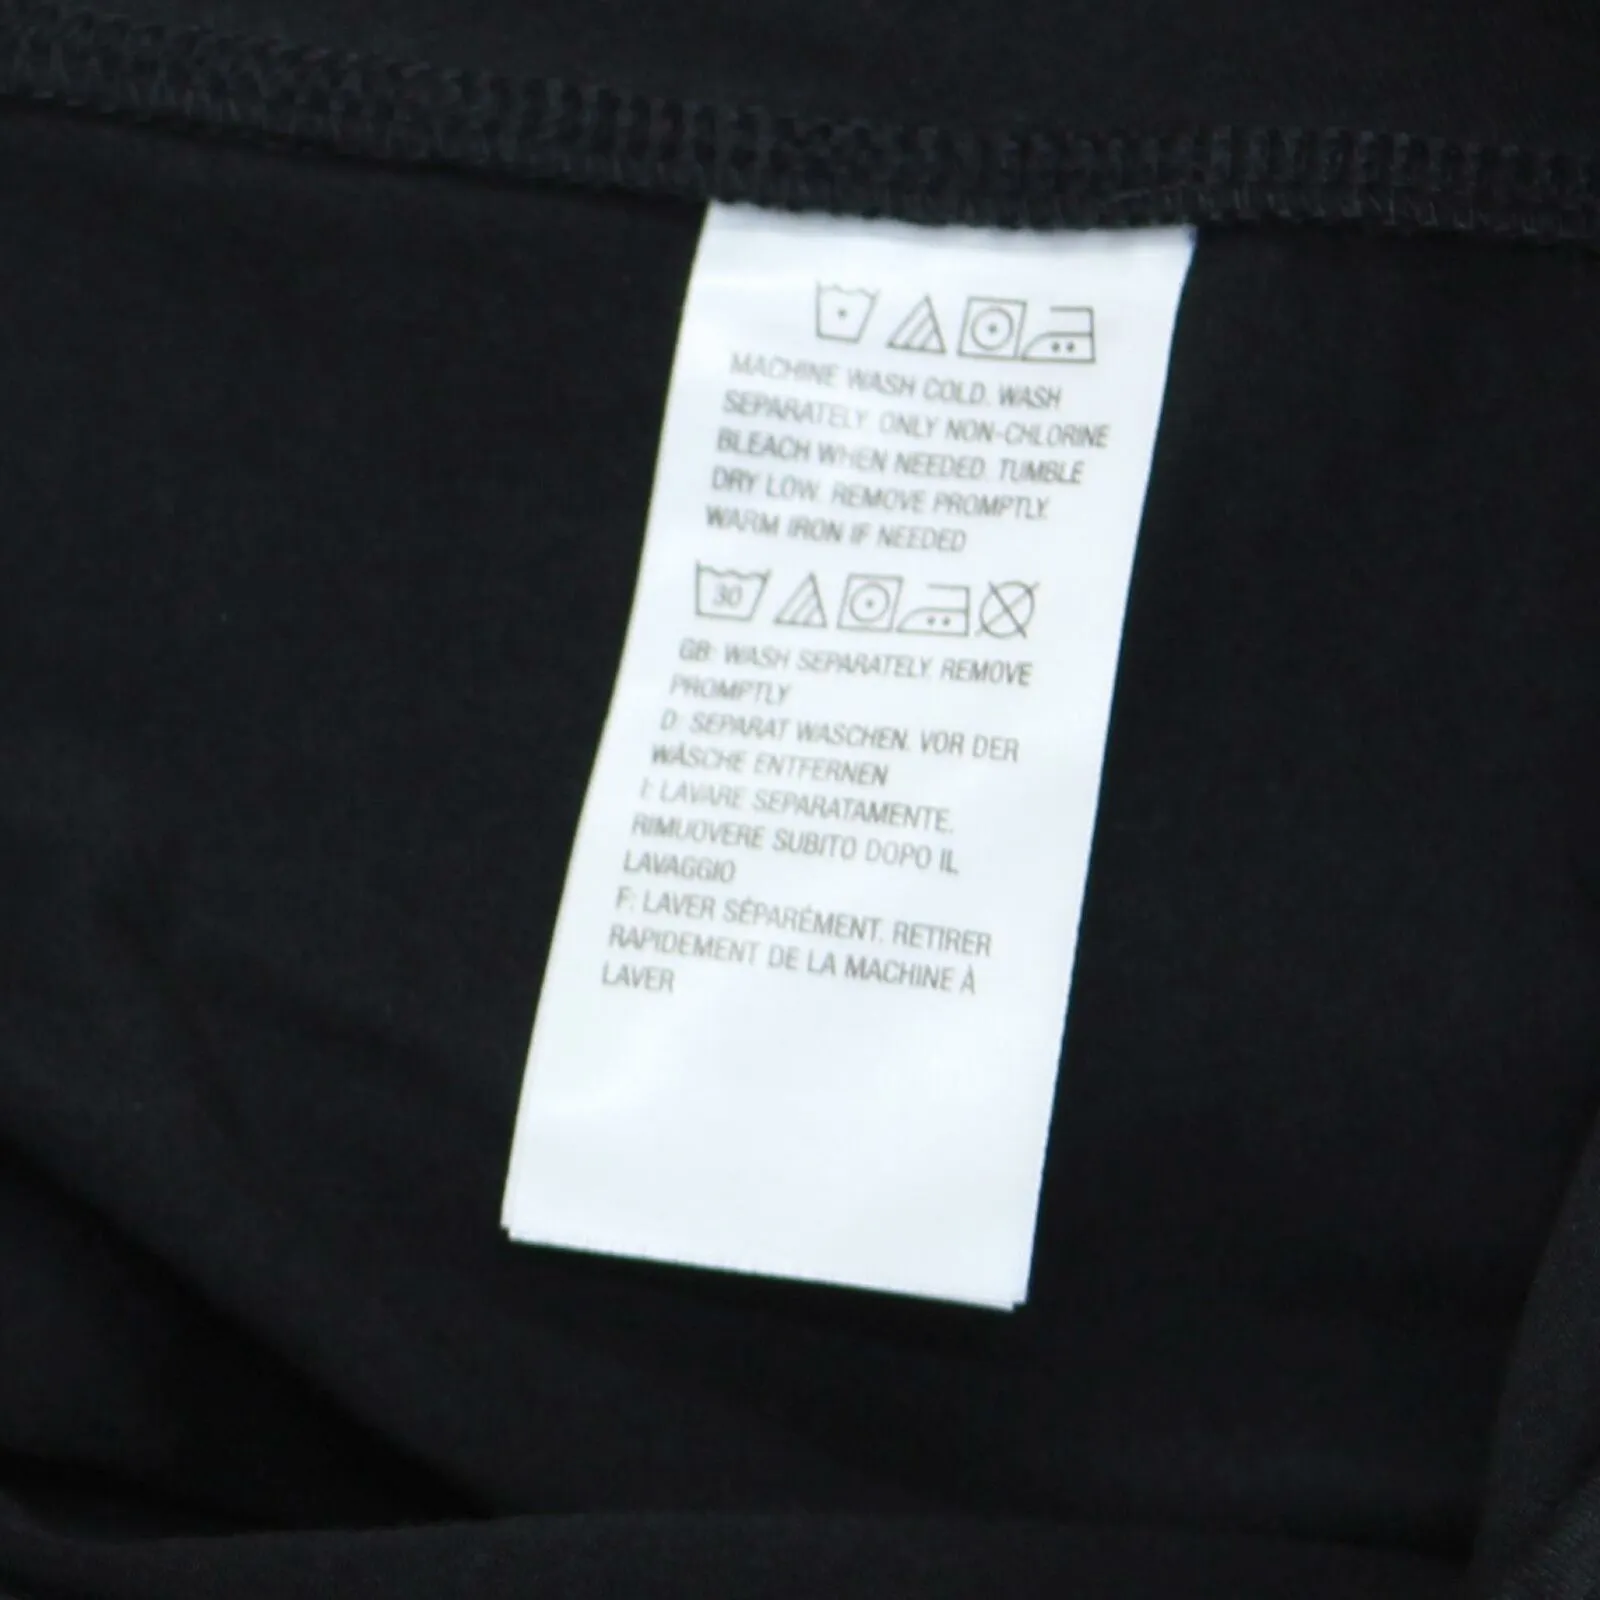 MACHINE WASH COLD. WASH
SEPARATELY. ONLY NON-CHLORINE
BLEACH WHEN NEEDED. TUMBLE
DRY LOW. REMOVE PROMPTLY.
WARM IRON IF NEEDED
30
GB: WASH SEPARATELY. REMOVE
PROMPTLY
D: SEPARAT WASCHEN. VOR DER
WÄSCHE ENTFERNEN
I: LAVARE SEPARATAMENTE.
RIMUOVERE SUBITO DOPO IL
LAVAGGIO
F: LAVER SÉPARÉMENT. RETIRER
RAPIDEMENT DE LA MACHINE À
LAVER